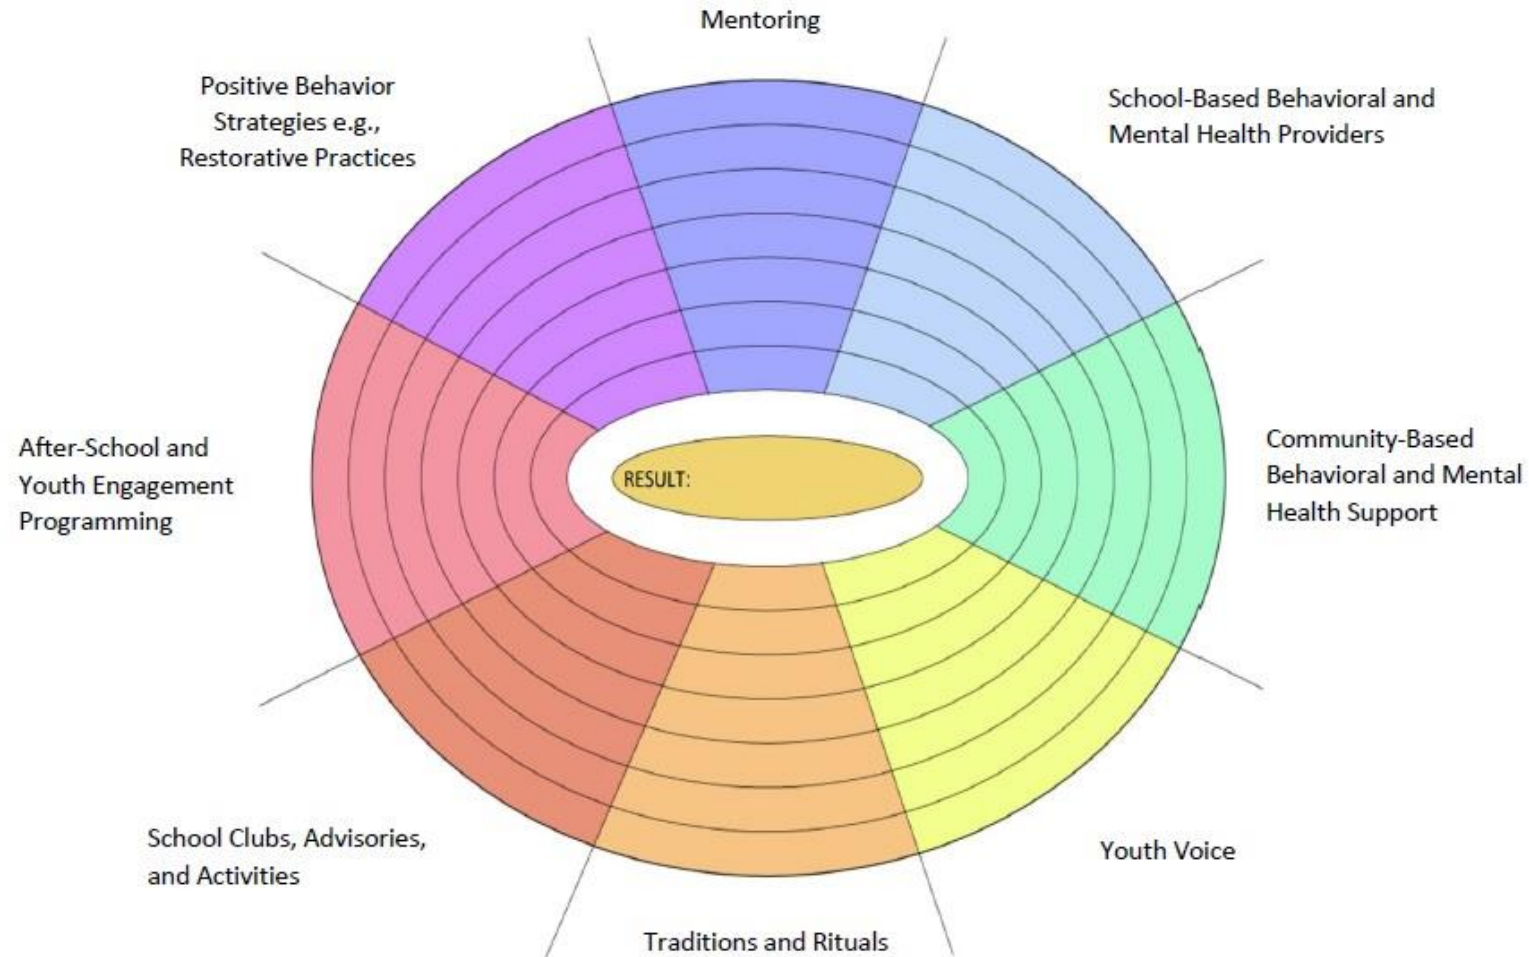 Mentoring
Positive Behavior
Strategies e.g.,
Restorative Practices
School-Based Behavioral and
Mental Health Providers
After-School and
Youth Engagement
Programming
RESULT:
Community-Based
Behavioral and Mental
Health Support
School Clubs, Advisories,
and Activities
Youth Voice
Traditions and Rituals